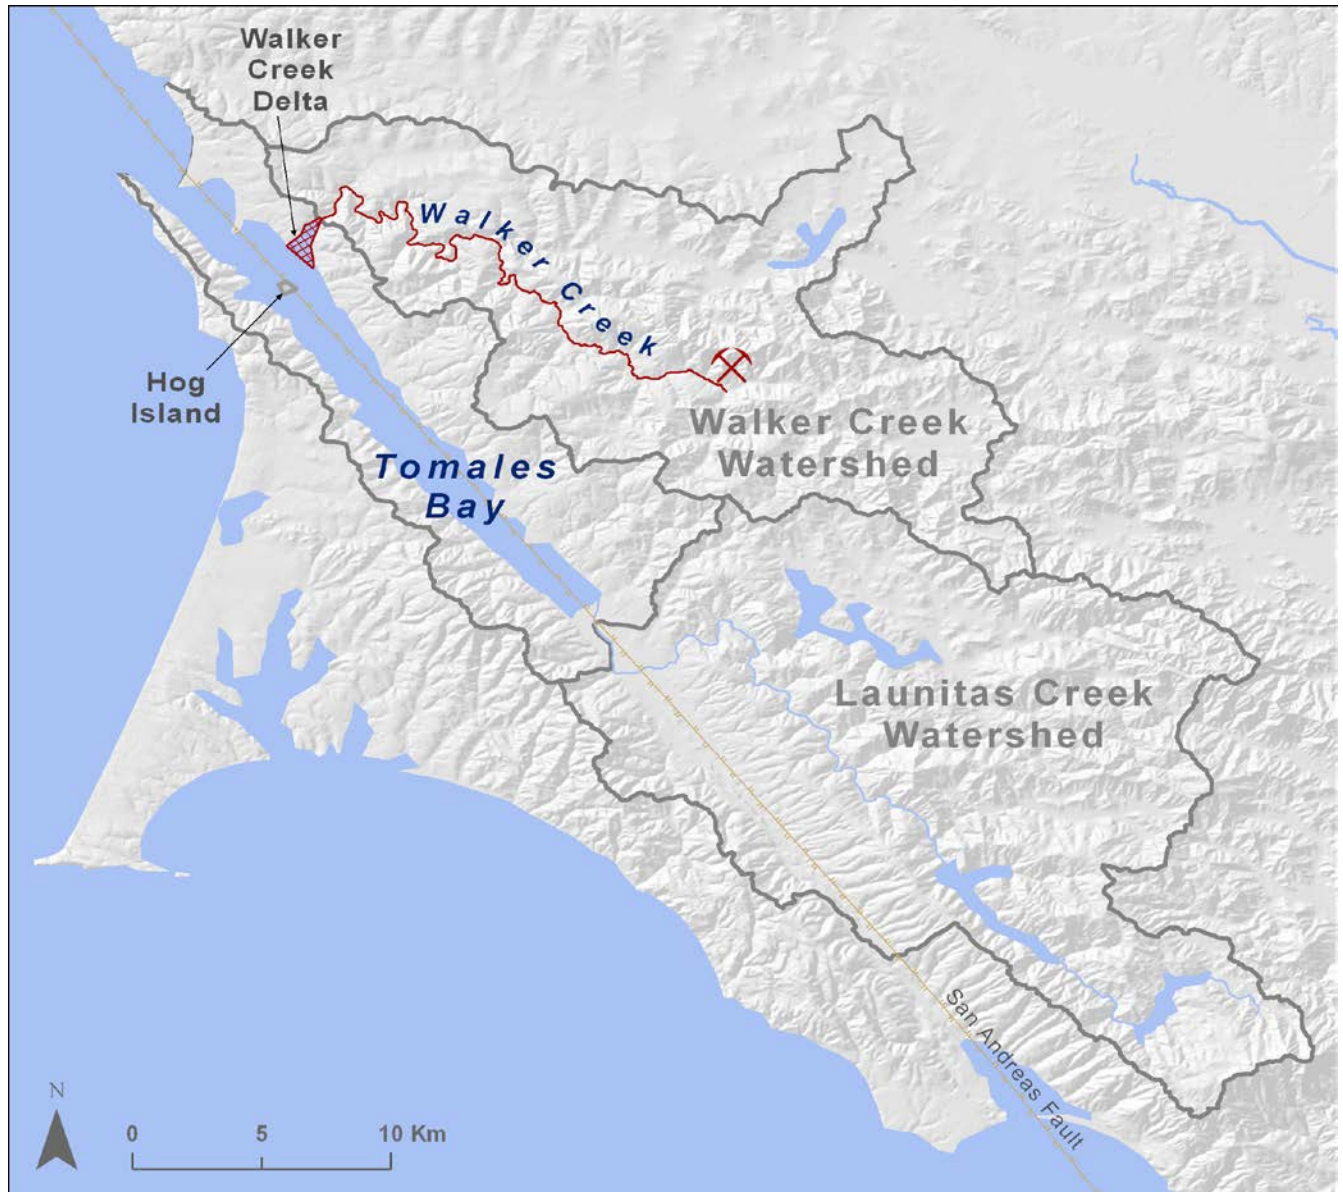 Walker
Creek
Delta
Walker Creek
Hog
Island
Walker Creek
Watershed
Tomales
Bay
Launitas Creek
Watershed
San Andreas Fault
N
0 5 10 Km